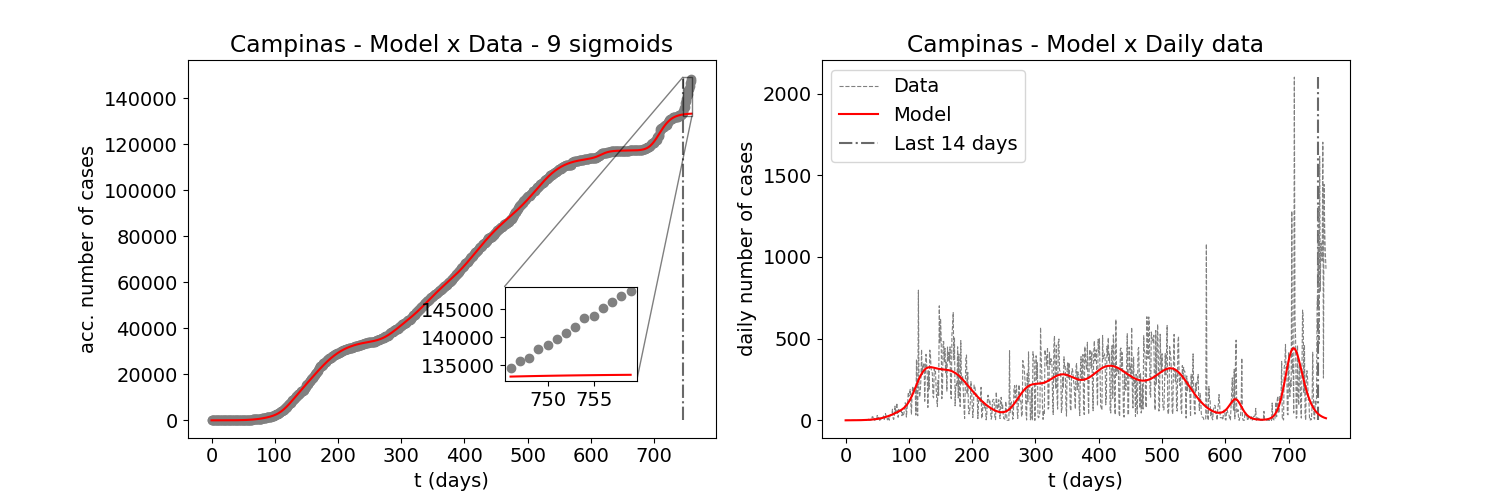 Campinas - Model x Data - 9 sigmoids
acc. number of cases
140000
120000
100000
80000
60000
40000
20000
0
145000
140000
135000
750 755
0 100 200 300 400 500 600 700
t (days)
Campinas - Model x Daily data
daily number of cases
2000
1500
1000
500
0
Data
Model
Last 14 days
0 100 200 300 400 500 600 700
t (days)